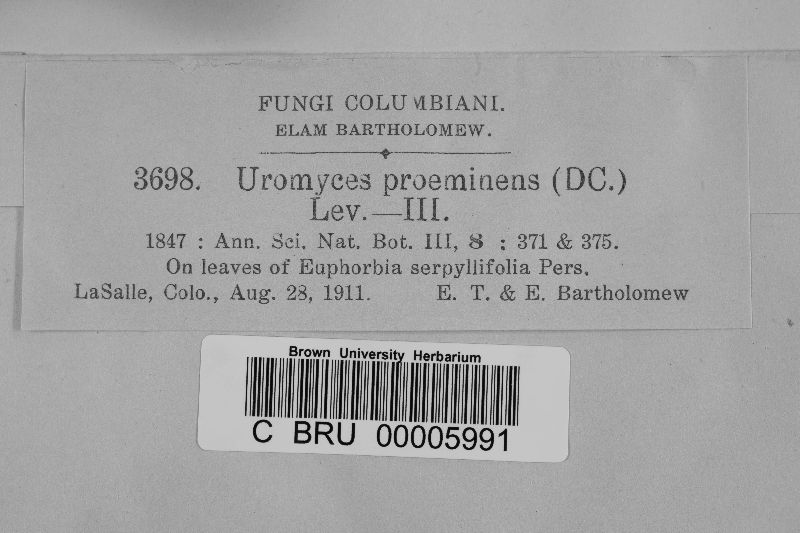 FUNGI COLUMBIANI.
ELAM BARTHOLOMEW.
3698. Uromyces proeminens (DC.)
Lev.—III.
1847 : Ann. Sci. Nat. Bot. III, 8 : 371 & 375.
On leaves of Euphorbia serpyllifolia Pers.
LaSalle, Colo., Aug. 28, 1911. E. T. & E. Bartholomew
Brown University Herbarium
C BRU 00005991